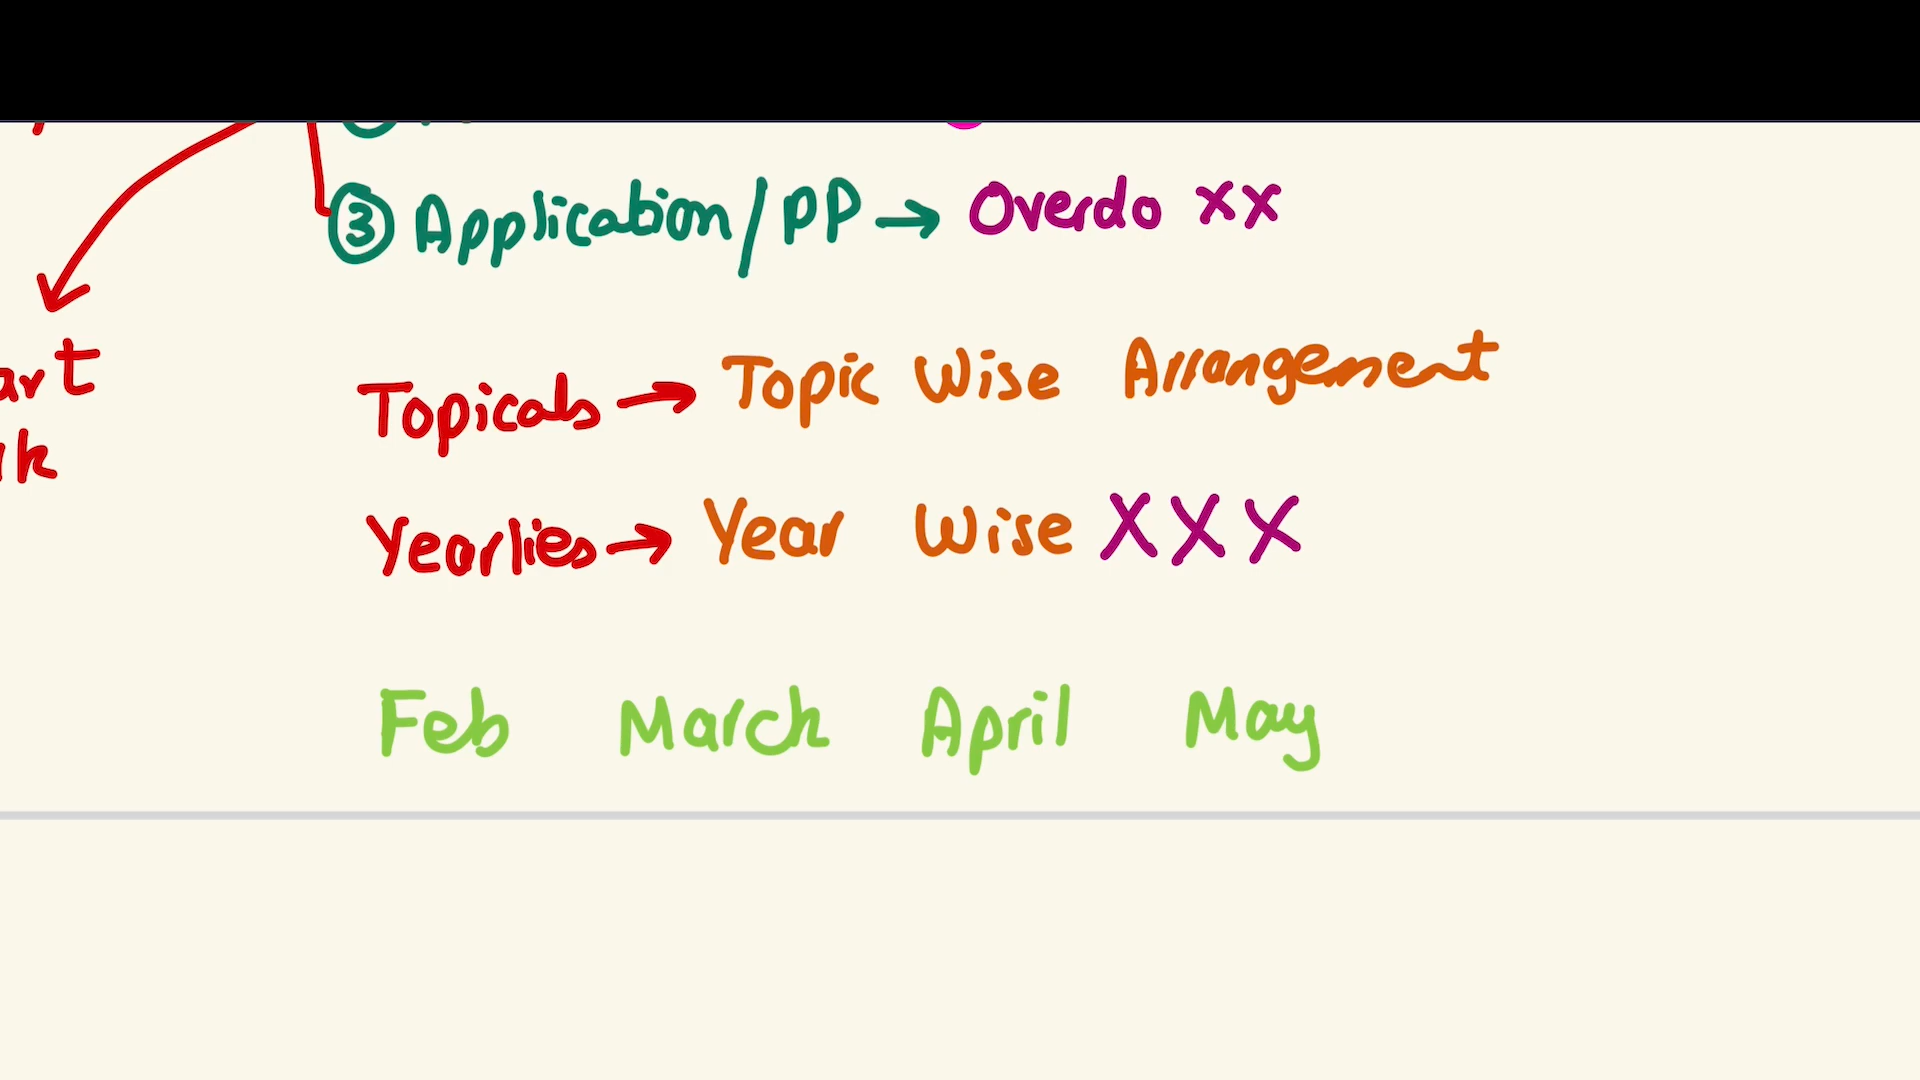 ③ Application/PP → Overdo xx
Topicals → Topic Wise Arrangement
Yearlies → Year Wise XXX
Feb March April May